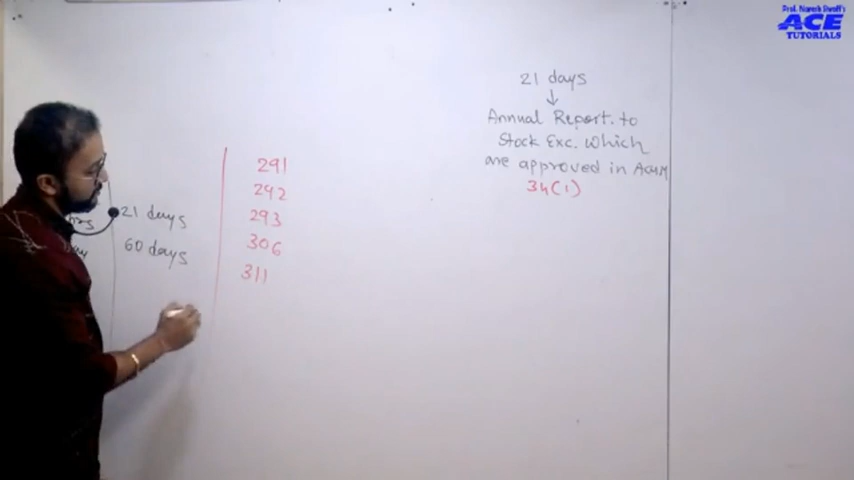 Prof. Naresh Shroff's
ACE
TUTORIALS
21 days
↓
Annual Report. to
Stock Exc. Which
are approved in AGM
34(1)
21 days
60 days
291
292
293
306
311